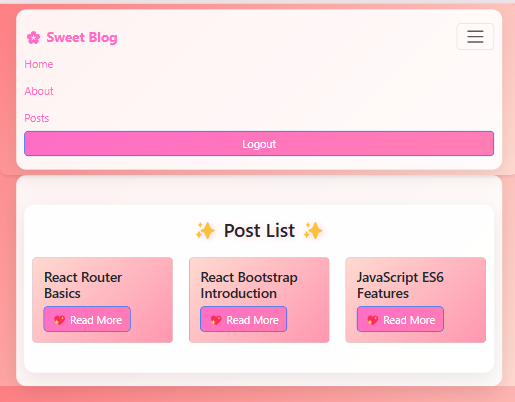 🌸 Sweet Blog
Home
About
Posts
Logout
✨ Post List ✨
React Router
Basics
💖 Read More
React Bootstrap
Introduction
💖 Read More
JavaScript ES6
Features
💖 Read More